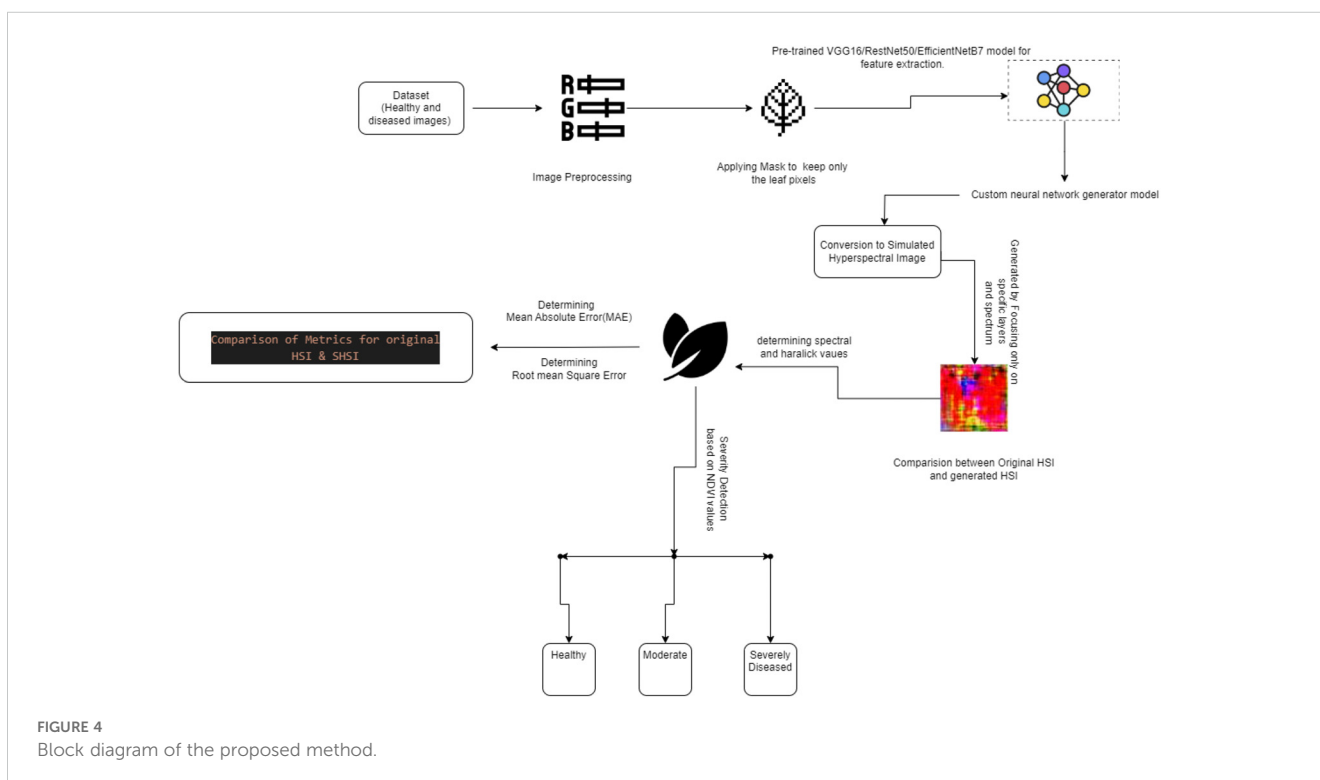 Pre-trained VGG16/RestNet50/EfficientNetB7 model for
feature extraction.
Dataset
(Healthy and
diseased images)
R
G
B
Image Preprocessing
Applying Mask to keep only
the leaf pixels
Custom neural network generator model
Conversion to Simulated
Hyperspectral Image
Generated by Focusing only on
specific layers
and spectrum
Comparision between Original HSI
and generated HSI
determining spectral
and haralick vaues
Determining
Mean Absolute Error(MAE)
Determining
Root mean Square Error
Comparison of Metrics for original
HSI & SHSI
Severity Detection
based on NDVI values
Healthy
Moderate
Severely
Diseased
FIGURE 4
Block diagram of the proposed method.